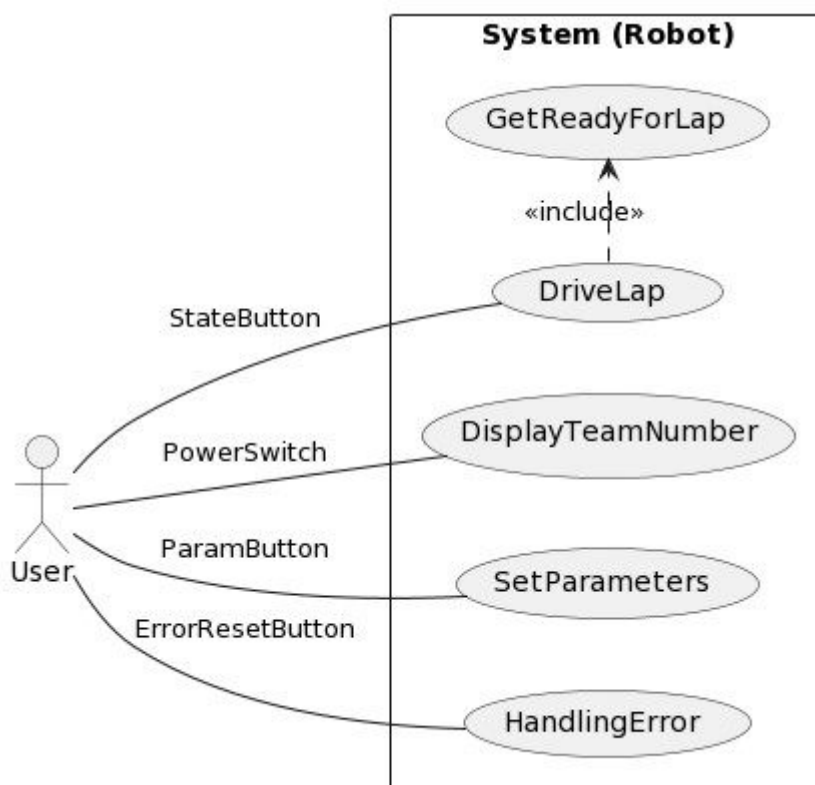 System (Robot)
GetReadyForLap
«include»
DriveLap
StateButton
DisplayTeamNumber
PowerSwitch
ParamButton
User
SetParameters
ErrorResetButton
HandlingError